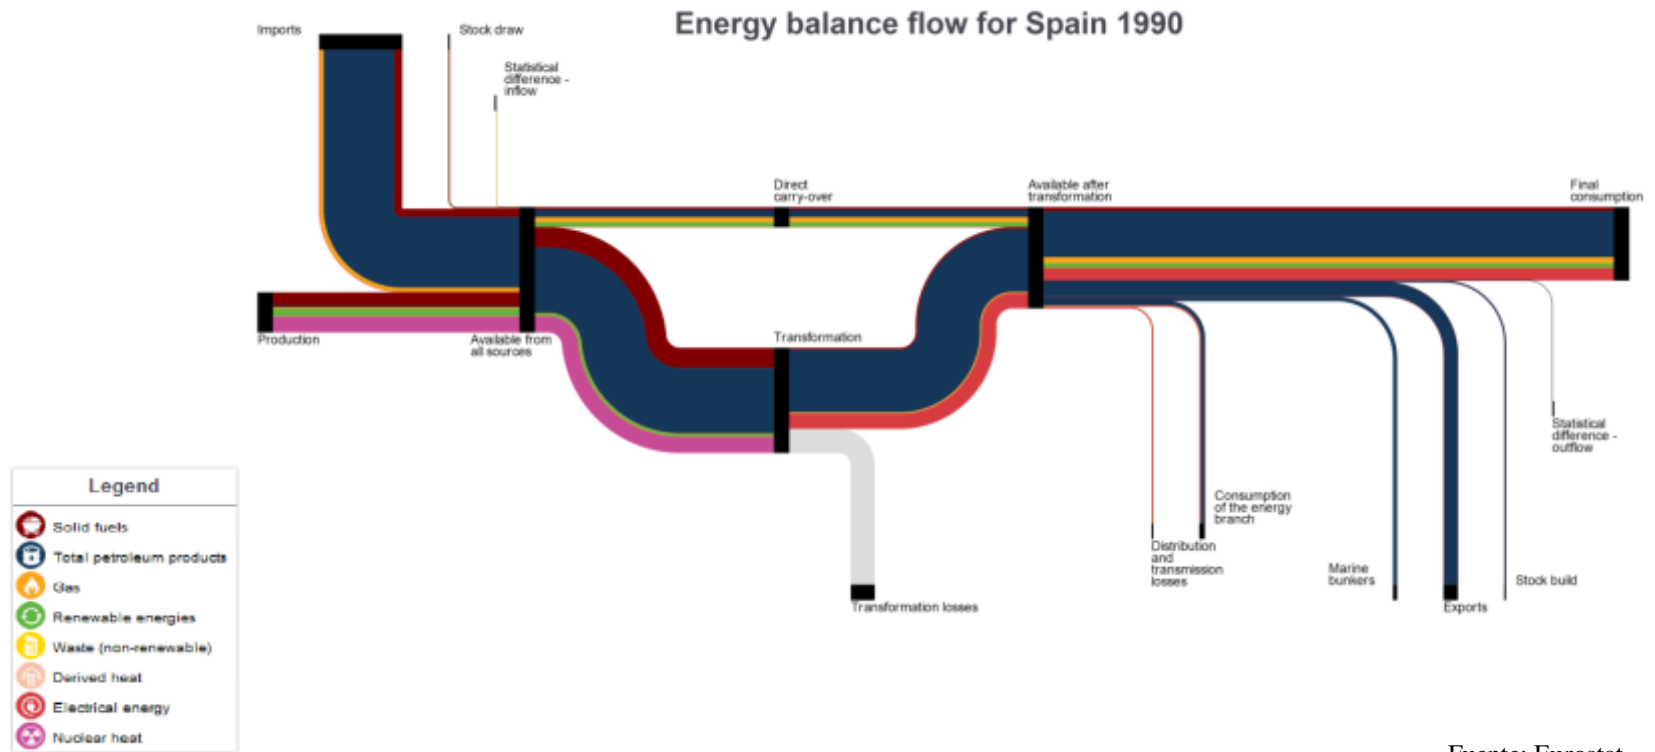 Energy balance flow for Spain 1990
Imports
Stock draw
Statistical
difference -
inflow
Direct
carry-over
Available after
transformation
Final
consumption
Production
Available from
all sources
Transformation
Statistical
difference -
outflow
Legend
Solid fuels
Total petroleum products
Gas
Renewable energies
Waste (non-renewable)
Derived heat
Electrical energy
Nuclear heat
Consumption
of the energy
branch
Distribution
and
transmission
losses
Marine
bunkers
Stock build
Transformation losses
Exports
Fuente: Eurostat